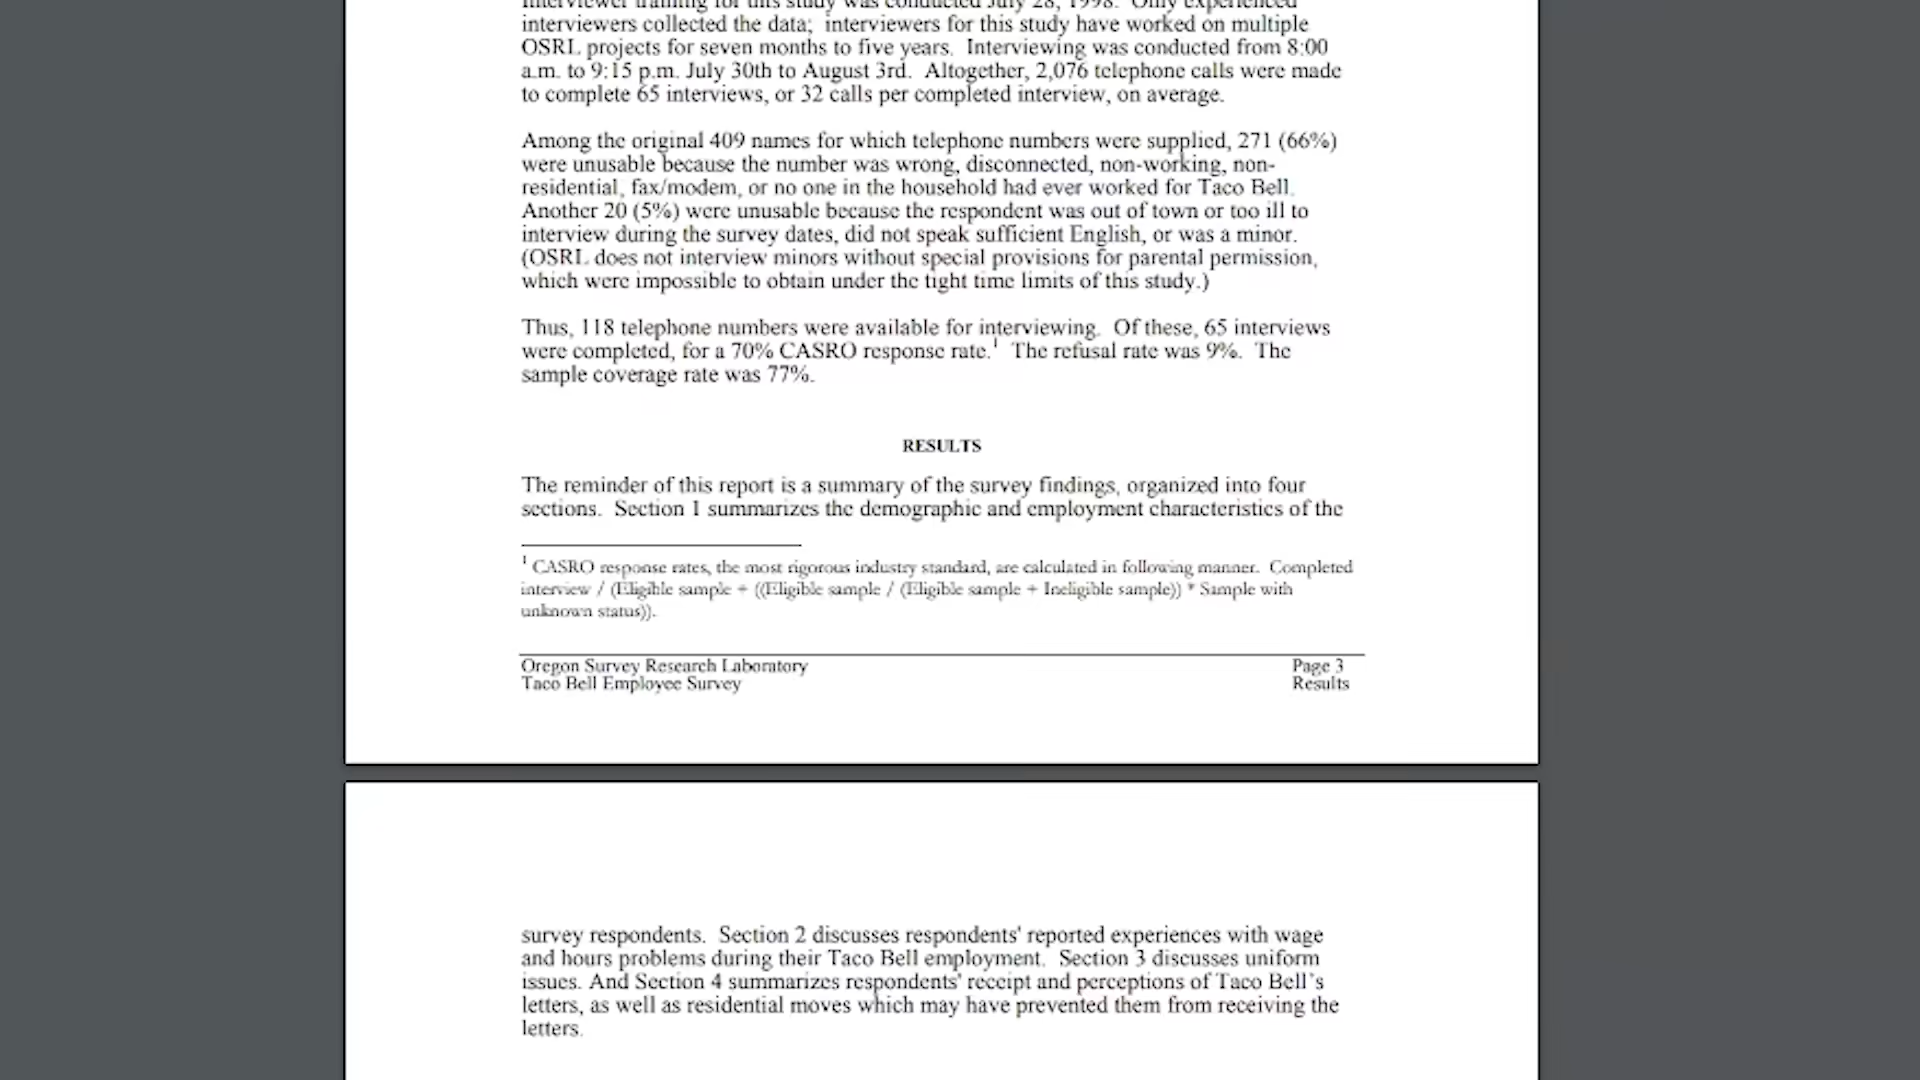 Interviewer training for this study was conducted July 28, 1998. Only experienced
interviewers collected the data; interviewers for this study have worked on multiple
OSRL projects for seven months to five years. Interviewing was conducted from 8:00
a.m. to 9:15 p.m. July 30th to August 3rd. Altogether, 2,076 telephone calls were made
to complete 65 interviews, or 32 calls per completed interview, on average.
Among the original 409 names for which telephone numbers were supplied, 271 (66%)
were unusable because the number was wrong, disconnected, non-working, non-
residential, fax/modem, or no one in the household had ever worked for Taco Bell.
Another 20 (5%) were unusable because the respondent was out of town or too ill to
interview during the survey dates, did not speak sufficient English, or was a minor.
(OSRL does not interview minors without special provisions for parental permission,
which were impossible to obtain under the tight time limits of this study.)
Thus, 118 telephone numbers were available for interviewing. Of these, 65 interviews
were completed, for a 70% CASRO response rate.1 The refusal rate was 9%. The
sample coverage rate was 77%.
RESULTS
The reminder of this report is a summary of the survey findings, organized into four
sections. Section 1 summarizes the demographic and employment characteristics of the
1 CASRO response rates, the most rigorous industry standard, are calculated in following manner. Completed
interview / (Eligible sample + ((Eligible sample / (Eligible sample + Ineligible sample)) * Sample with
unknown status)).
Oregon Survey Research Laboratory Page 3
Taco Bell Employee Survey Results
survey respondents. Section 2 discusses respondents' reported experiences with wage
and hours problems during their Taco Bell employment. Section 3 discusses uniform
issues. And Section 4 summarizes respondents' receipt and perceptions of Taco Bell's
letters, as well as residential moves which may have prevented them from receiving the
letters.